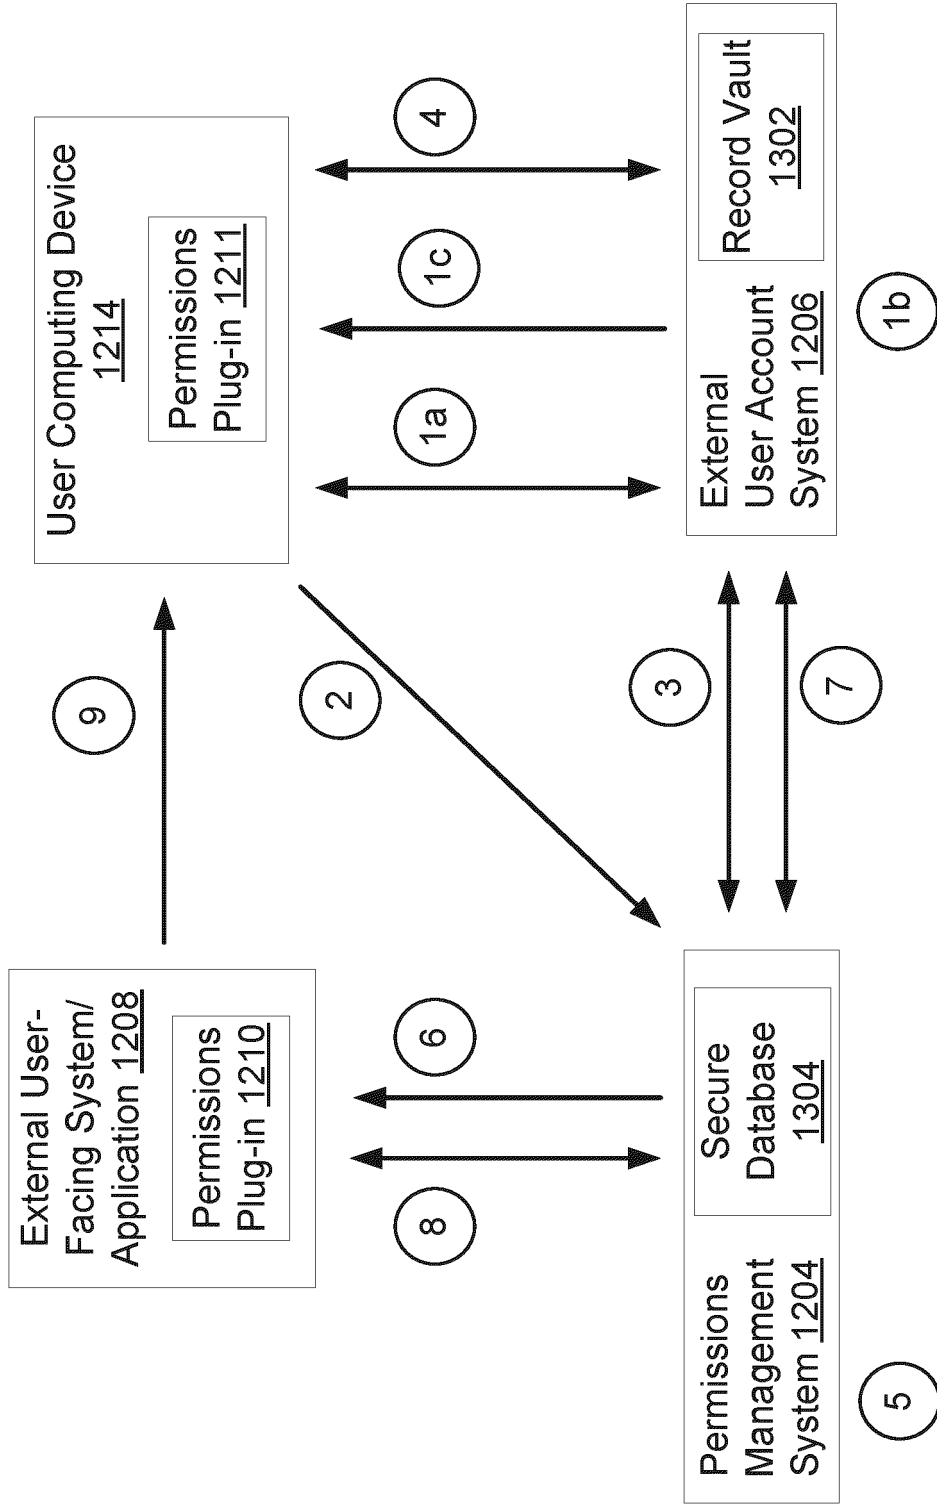 External User-
Facing System/
Application 1208
Permissions
Plug-in 1210
9
User Computing Device
1214
Permissions
Plug-in 1211
8
6
2
1a
1c
4
Permissions
Management
System 1204
Secure
Database
1304
3
7
External
User Account
System 1206
Record Vault
1302
5
1b